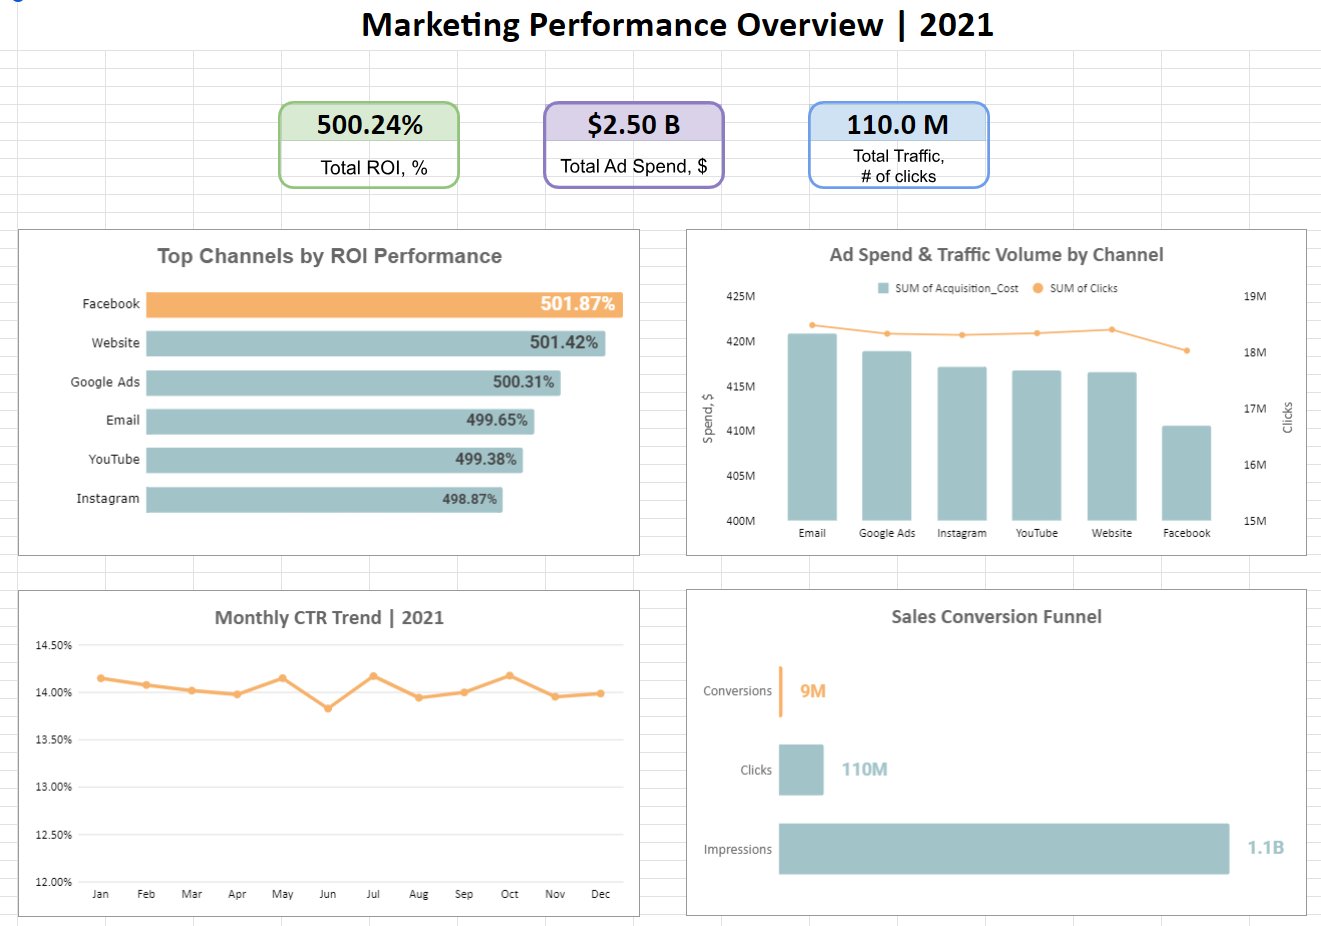 Marketing Performance Overview | 2021
500.24%
Total ROI, %
$2.50 B
Total Ad Spend, $
110.0 M
Total Traffic,
# of clicks
Top Channels by ROI Performance
Facebook 501.87%
Website 501.42%
Google Ads 500.31%
Email 499.65%
YouTube 499.38%
Instagram 498.87%
Ad Spend & Traffic Volume by Channel
SUM of Acquisition_Cost SUM of Clicks
425M 19M
420M 18M
415M 17M
410M 16M
405M
400M 15M
Spend, $
Clicks
Email Google Ads Instagram YouTube Website Facebook
Monthly CTR Trend | 2021
14.50%
14.00%
13.50%
13.00%
12.50%
12.00%
Jan Feb Mar Apr May Jun Jul Aug Sep Oct Nov Dec
Sales Conversion Funnel
Conversions 9M
Clicks 110M
Impressions 1.1B